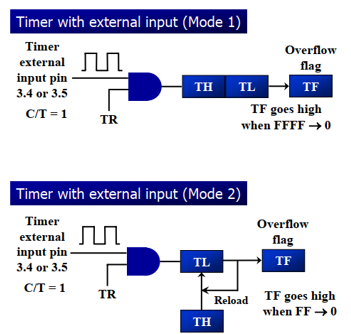 Timer with external input (Mode 1)
Timer
external
input pin
3.4 or 3.5
C/T = 1
TR
TH
TL
Overflow
flag
TF
TF goes high
when FFFF → 0
Timer with external input (Mode 2)
Timer
external
input pin
3.4 or 3.5
C/T = 1
TR
TL
Reload
TH
Overflow
flag
TF
TF goes high
when FF → 0